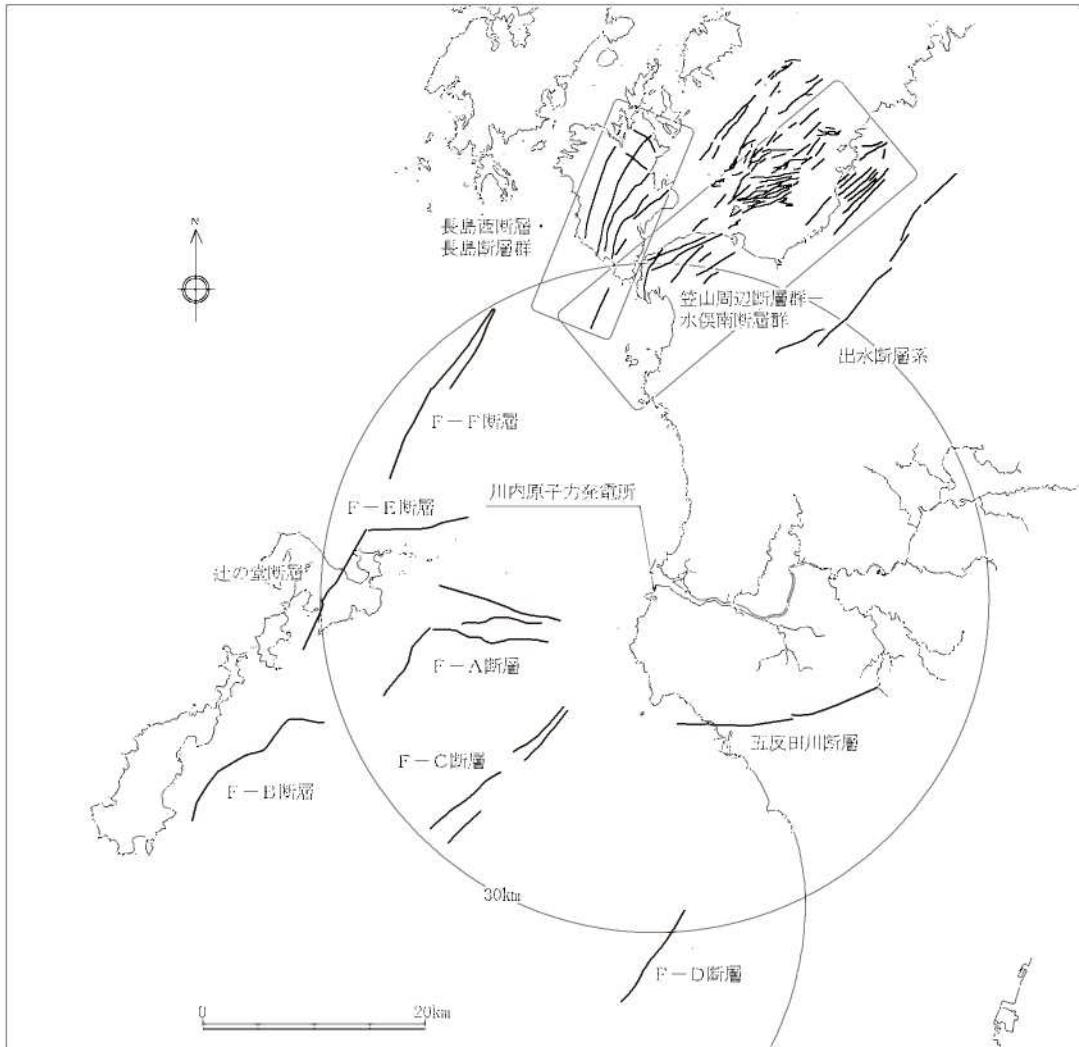 N
長島西断層・
長島断層群
笠山周辺断層群－
水俣南断層群
出水断層系
F－F断層
川内原子力発電所
F－E断層
辻の堂断層
F－A断層
五反田川断層
F－C断層
F－B断層
30km
F－D断層
0
20km